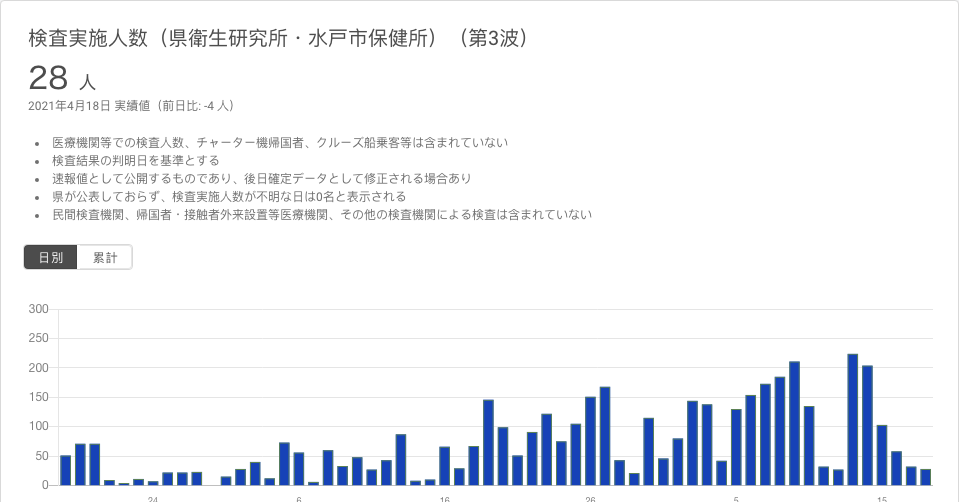 検査実施人数（県衛生研究所・水戸市保健所）（第3波）
28 人
2021年4月18日 実績値（前日比: -4 人）
• 医療機関等での検査人数、チャーター機帰国者、クルーズ船乗客等は含まれていない
• 検査結果の判明日を基準とする
• 速報値として公開するものであり、後日確定データとして修正される場合あり
• 県が公表しておらず、検査実施人数が不明な日は0名と表示される
• 民間検査機関、帰国者・接触者外来設置等医療機関、その他の検査機関による検査は含まれていない
日別 累計
300
250
200
150
100
50
0
24 6 16 26 5 15